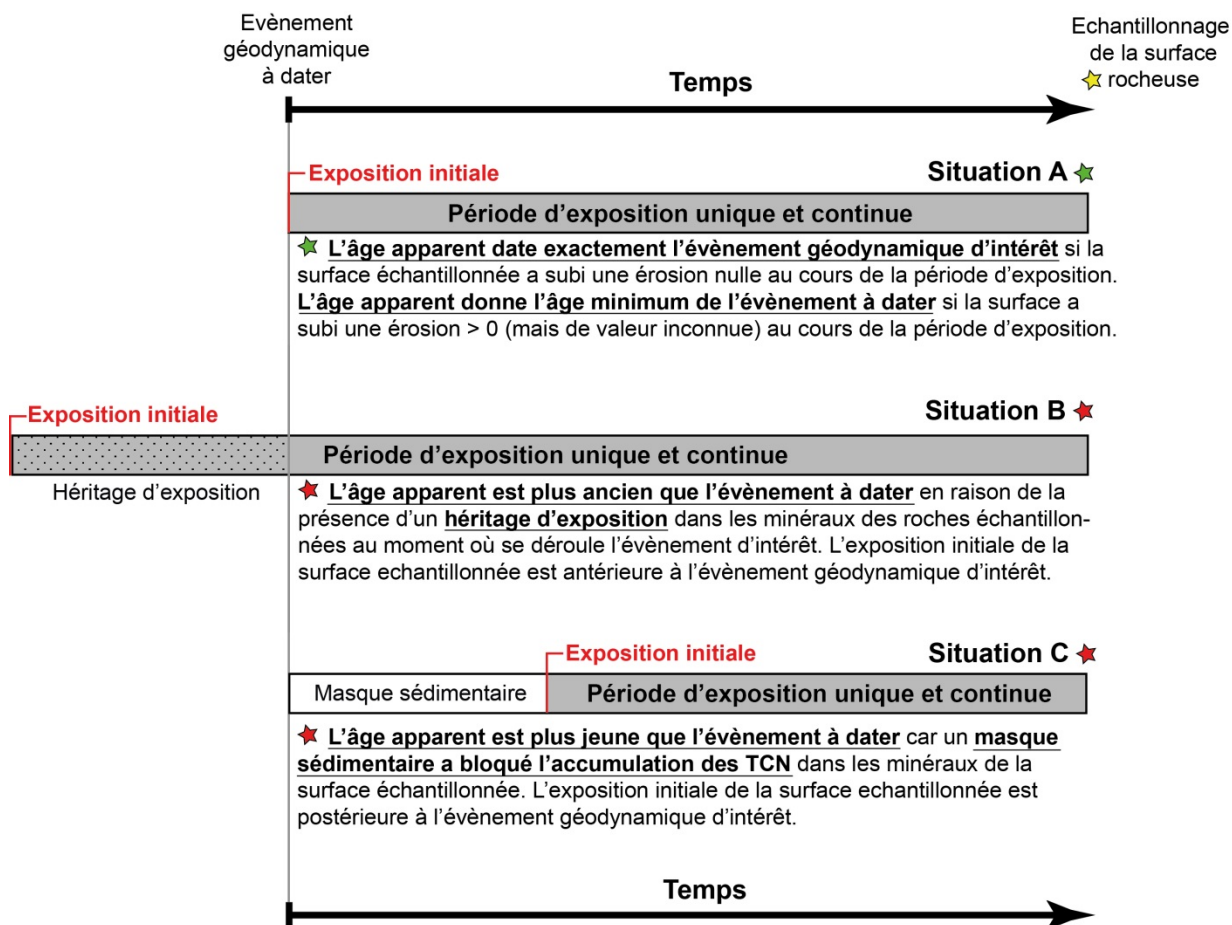 Evènement
géodynamique
à dater
Echantillonnage
de la surface
rocheuse
Temps
Situation A
Exposition initiale
Période d'exposition unique et continue
L'âge apparent date exactement l'évènement géodynamique d'intérêt si la
surface échantillonnée a subi une érosion nulle au cours de la période d'exposition.
L'âge apparent donne l'âge minimum de l'évènement à dater si la surface a
subi une érosion > 0 (mais de valeur inconnue) au cours de la période d'exposition.
Situation B
Exposition initiale
Période d'exposition unique et continue
Héritage d'exposition
L'âge apparent est plus ancien que l'évènement à dater en raison de la
présence d'un héritage d'exposition dans les minéraux des roches échantillon-
nées au moment où se déroule l'évènement d'intérêt. L'exposition initiale de la
surface echantillonnée est antérieure à l'évènement géodynamique d'intérêt.
Situation C
Exposition initiale
Masque sédimentaire
Période d'exposition unique et continue
L'âge apparent est plus jeune que l'évènement à dater car un masque
sédimentaire a bloqué l'accumulation des TCN dans les minéraux de la
surface échantillonnée. L'exposition initiale de la surface echantillonnée est
postérieure à l'évènement géodynamique d'intérêt.
Temps